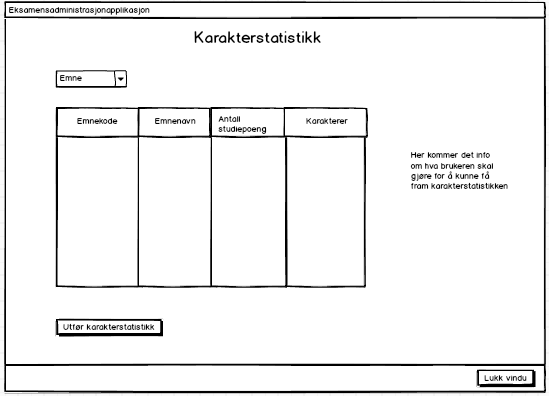 Eksamensadministrasjonapplikasjon
Karakterstatistikk
Emne
Emnekode
Emnenavn
Antall
studiepoeng
Karakterer
Her kommer det info
om hva brukeren skal
gjøre for å kunne få
fram karakterstatistikken
Utfør karakterstatistikk
Lukk vindu